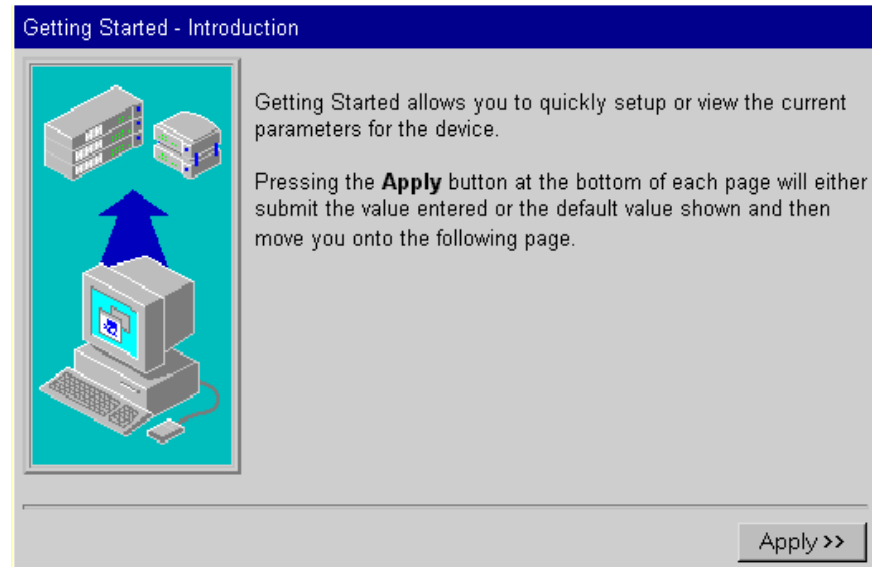 Getting Started - Introduction
Getting Started allows you to quickly setup or view the current
parameters for the device.
Pressing the Apply button at the bottom of each page will either
submit the value entered or the default value shown and then
move you onto the following page.
Apply >>